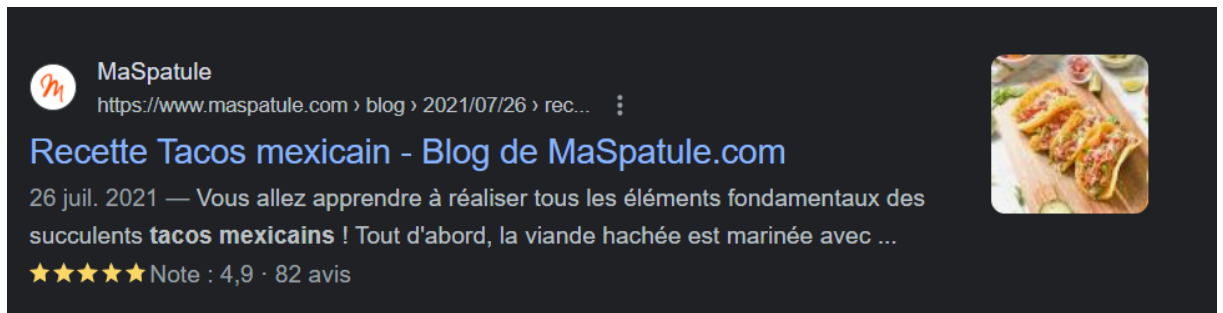 MaSpatule
https://www.maspatule.com › blog › 2021/07/26 › rec...
Recette Tacos mexicain - Blog de MaSpatule.com
26 juil. 2021 — Vous allez apprendre à réaliser tous les éléments fondamentaux des
succulents tacos mexicains ! Tout d'abord, la viande hachée est marinée avec ...
Note : 4,9 · 82 avis